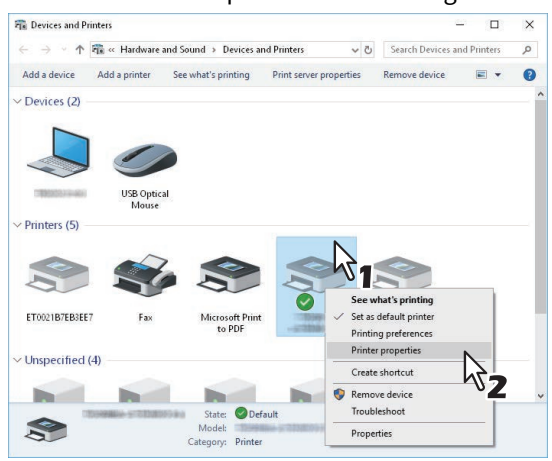 Devices and Printers
« Hardware and Sound > Devices and Printers
Search Devices and Printers
Add a device Add a printer See what's printing Print server properties Remove device
Devices (2)
USB Optical
Mouse
Printers (5)
1
ET0021B7EB3EE7 Fax Microsoft Print
to PDF
See what's printing
Set as default printer
Printing preferences
Printer properties
Create shortcut
2
Remove device
Troubleshoot
Properties
Unspecified (4)
State: Default
Model:
Category: Printer